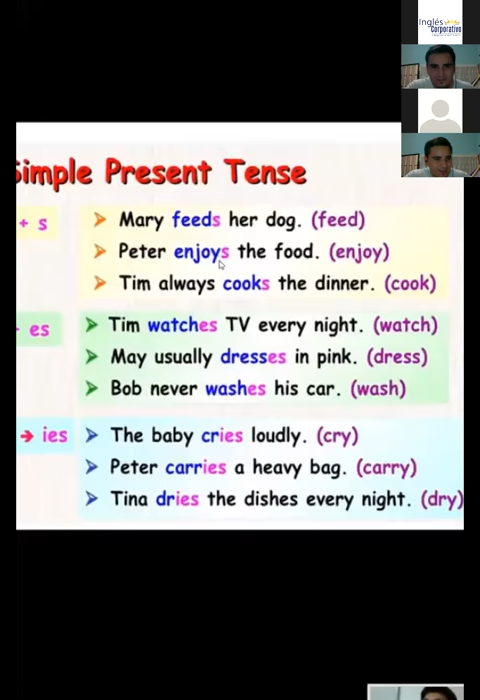 Inglés
Corporativo
Simple Present Tense
+ s
Mary feeds her dog. (feed)
Peter enjoys the food. (enjoy)
Tim always cooks the dinner. (cook)
es
Tim watches TV every night. (watch)
May usually dresses in pink. (dress)
Bob never washes his car. (wash)
→ ies
The baby cries loudly. (cry)
Peter carries a heavy bag. (carry)
Tina dries the dishes every night. (dry)